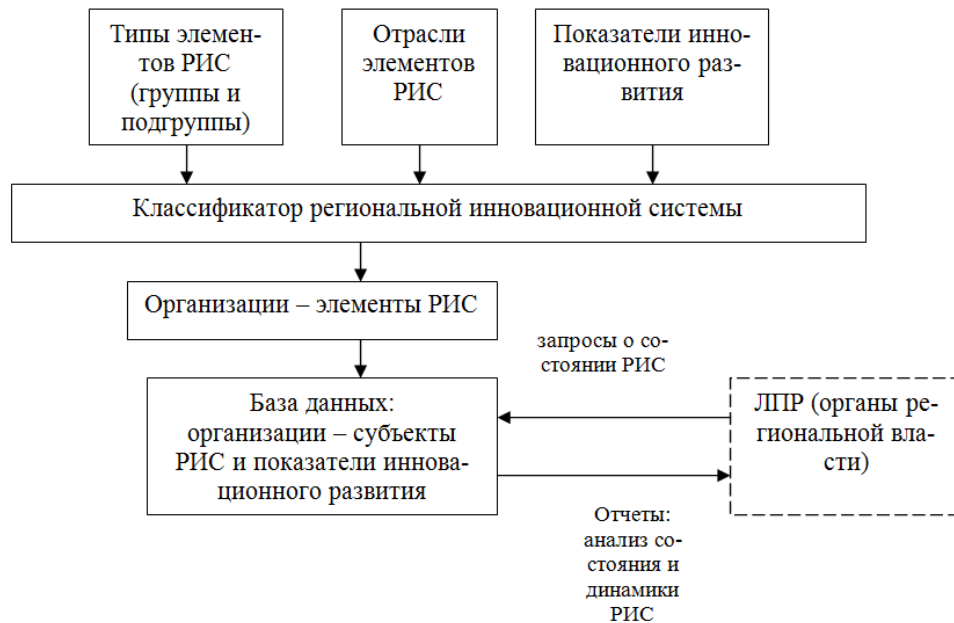 Типы элемен-
тов РИС
(группы и
подгруппы)
Отрасли
элементов
РИС
Показатели инно-
вационного раз-
вития
Классификатор региональной инновационной системы
Организации – элементы РИС
запросы о со-
стоянии РИС
База данных:
организации – субъекты
РИС и показатели иннова-
ционного развития
ЛПР (органы ре-
гиональной вла-
сти)
Отчеты:
анализ со-
стояния и
динамики
РИС